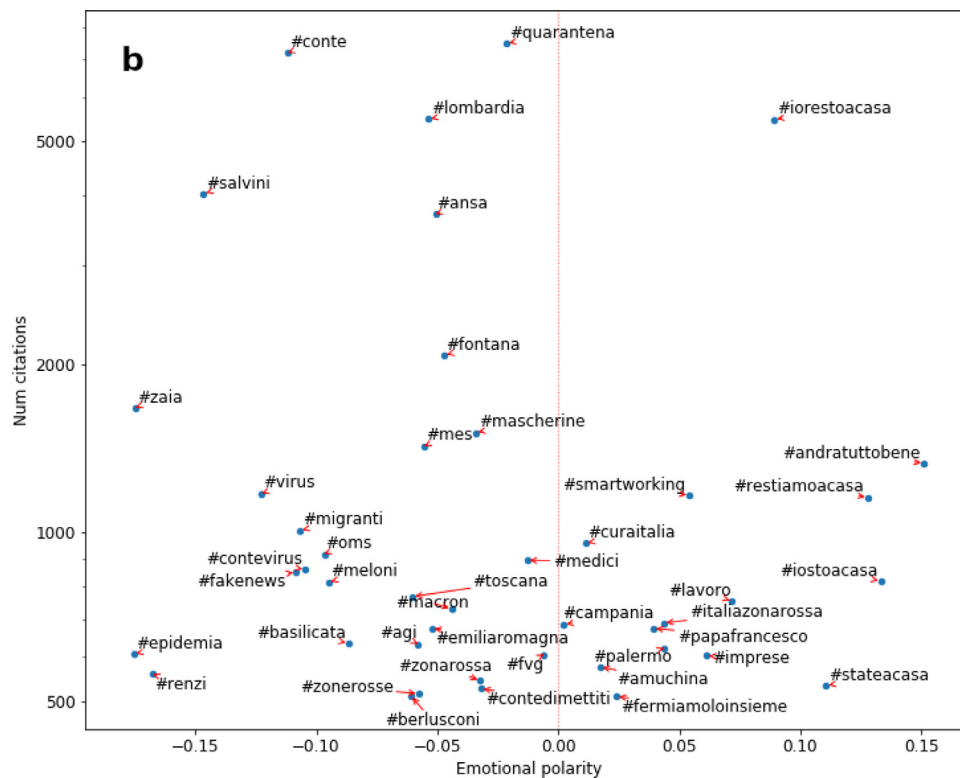 b
#conte
#quarantena
#lombardia
#iorestoacasa
5000
#salvini
#ansa
#fontana
2000
#zaia
#mascherine
#mes
#andratuttobene
#virus
#smartworking
#restiamoacasa
#migranti
1000
#oms
#curaitalia
#contevirus
#medici
#fakenews
#meloni
#toscana
#iostoacasa
#macron
#lavoro
#campania
#italiazonarossa
#epidemia
#basilicata
#agi
#emiliaromagna
#papafrancesco
#renzi
#zonarossa
#fvg
#palermo
#imprese
#zonerosse
#contedimettiti
#amuchina
#stateacasa
500
#berlusconi
#fermiamoloinsieme
−0.15 −0.10 −0.05 0.00 0.05 0.10 0.15
Emotional polarity
Num citations